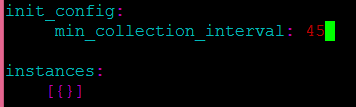 init_config:
     min_collection_interval: 45

instances:
    [{}]